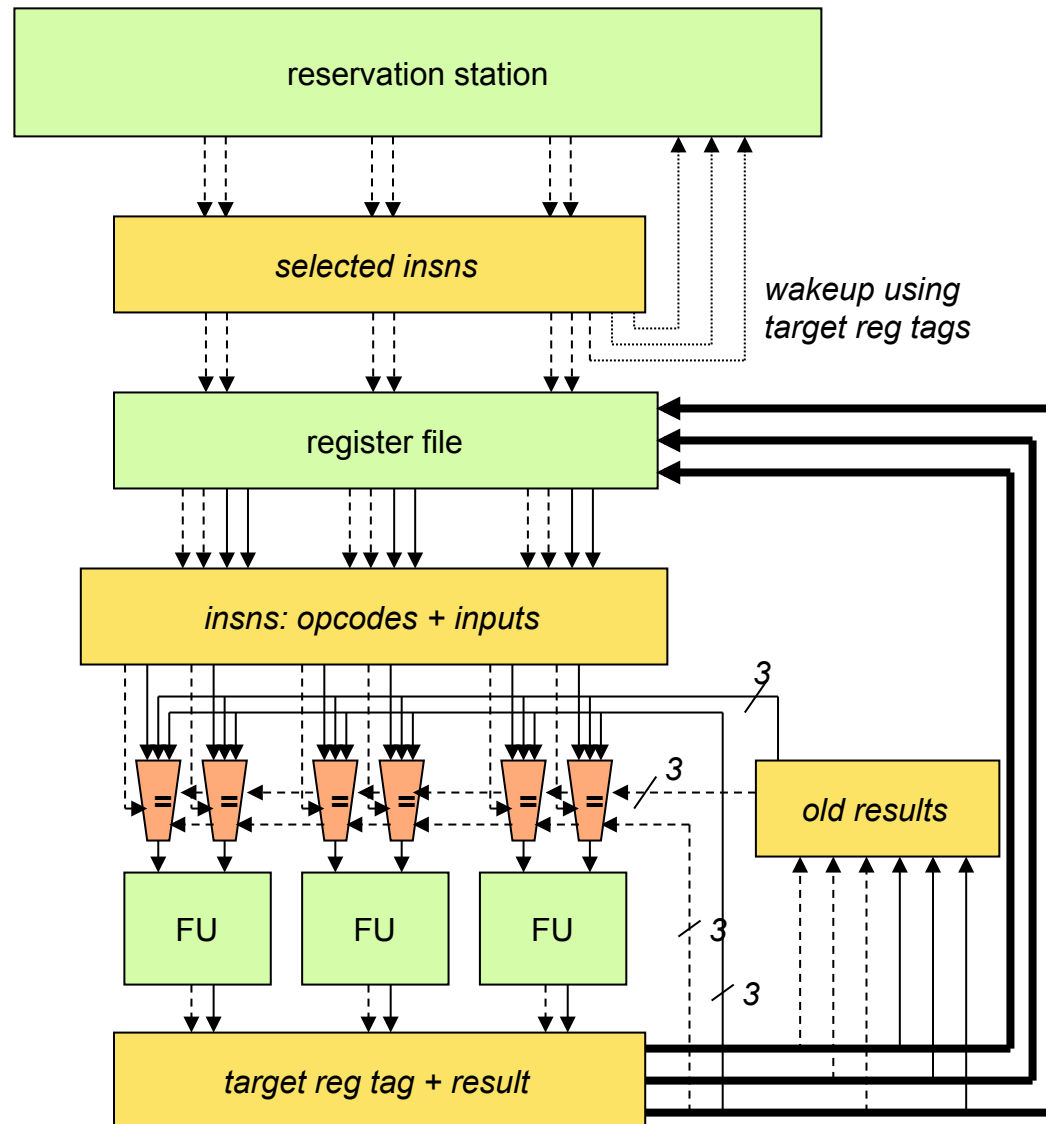 reservation station
selected insns
wakeup using
target reg tags
register file
insns: opcodes + inputs
3
= = = = = =
3
old results
FU FU FU
3
3
target reg tag + result